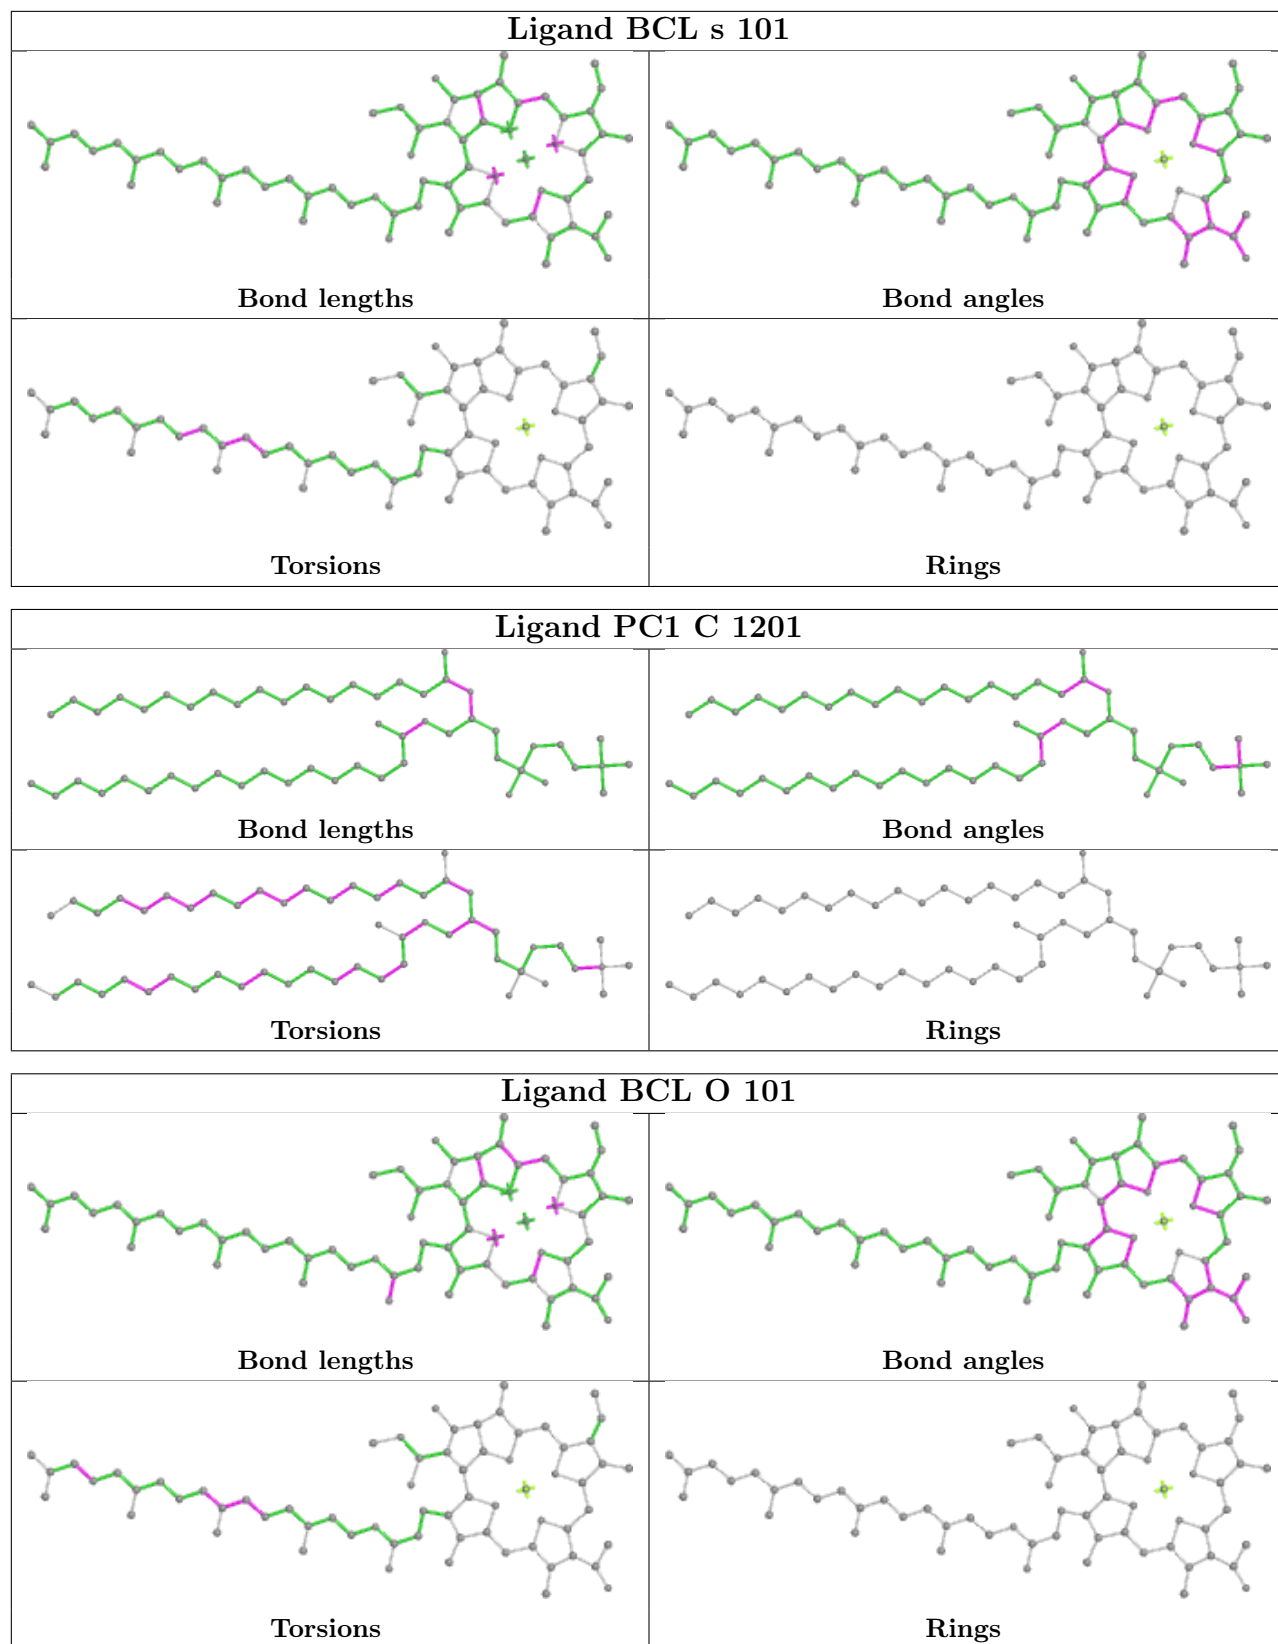 Ligand BCL s 101
Bond lengths
Bond angles
Torsions
Rings
Ligand PC1 C 1201
Bond lengths
Bond angles
Torsions
Rings
Ligand BCL O 101
Bond lengths
Bond angles
Torsions
Rings